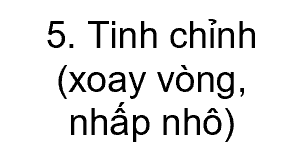 5. Tinh chỉnh
(xoay vòng,
nhấp nhô)